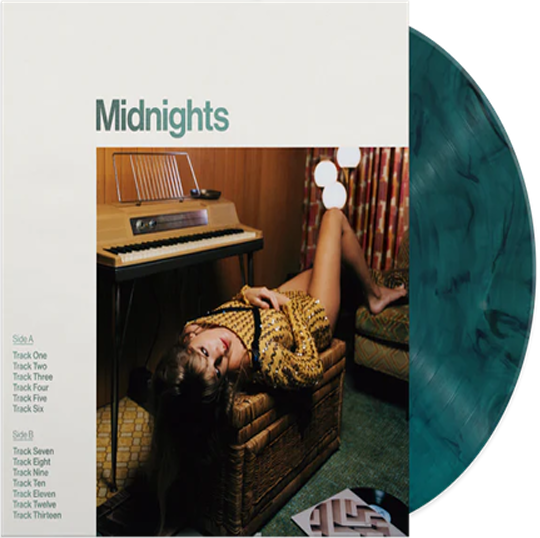 Midnights
Side A
Track One
Track Two
Track Three
Track Four
Track Five
Track Six
Side B
Track Seven
Track Eight
Track Nine
Track Ten
Track Eleven
Track Twelve
Track Thirteen